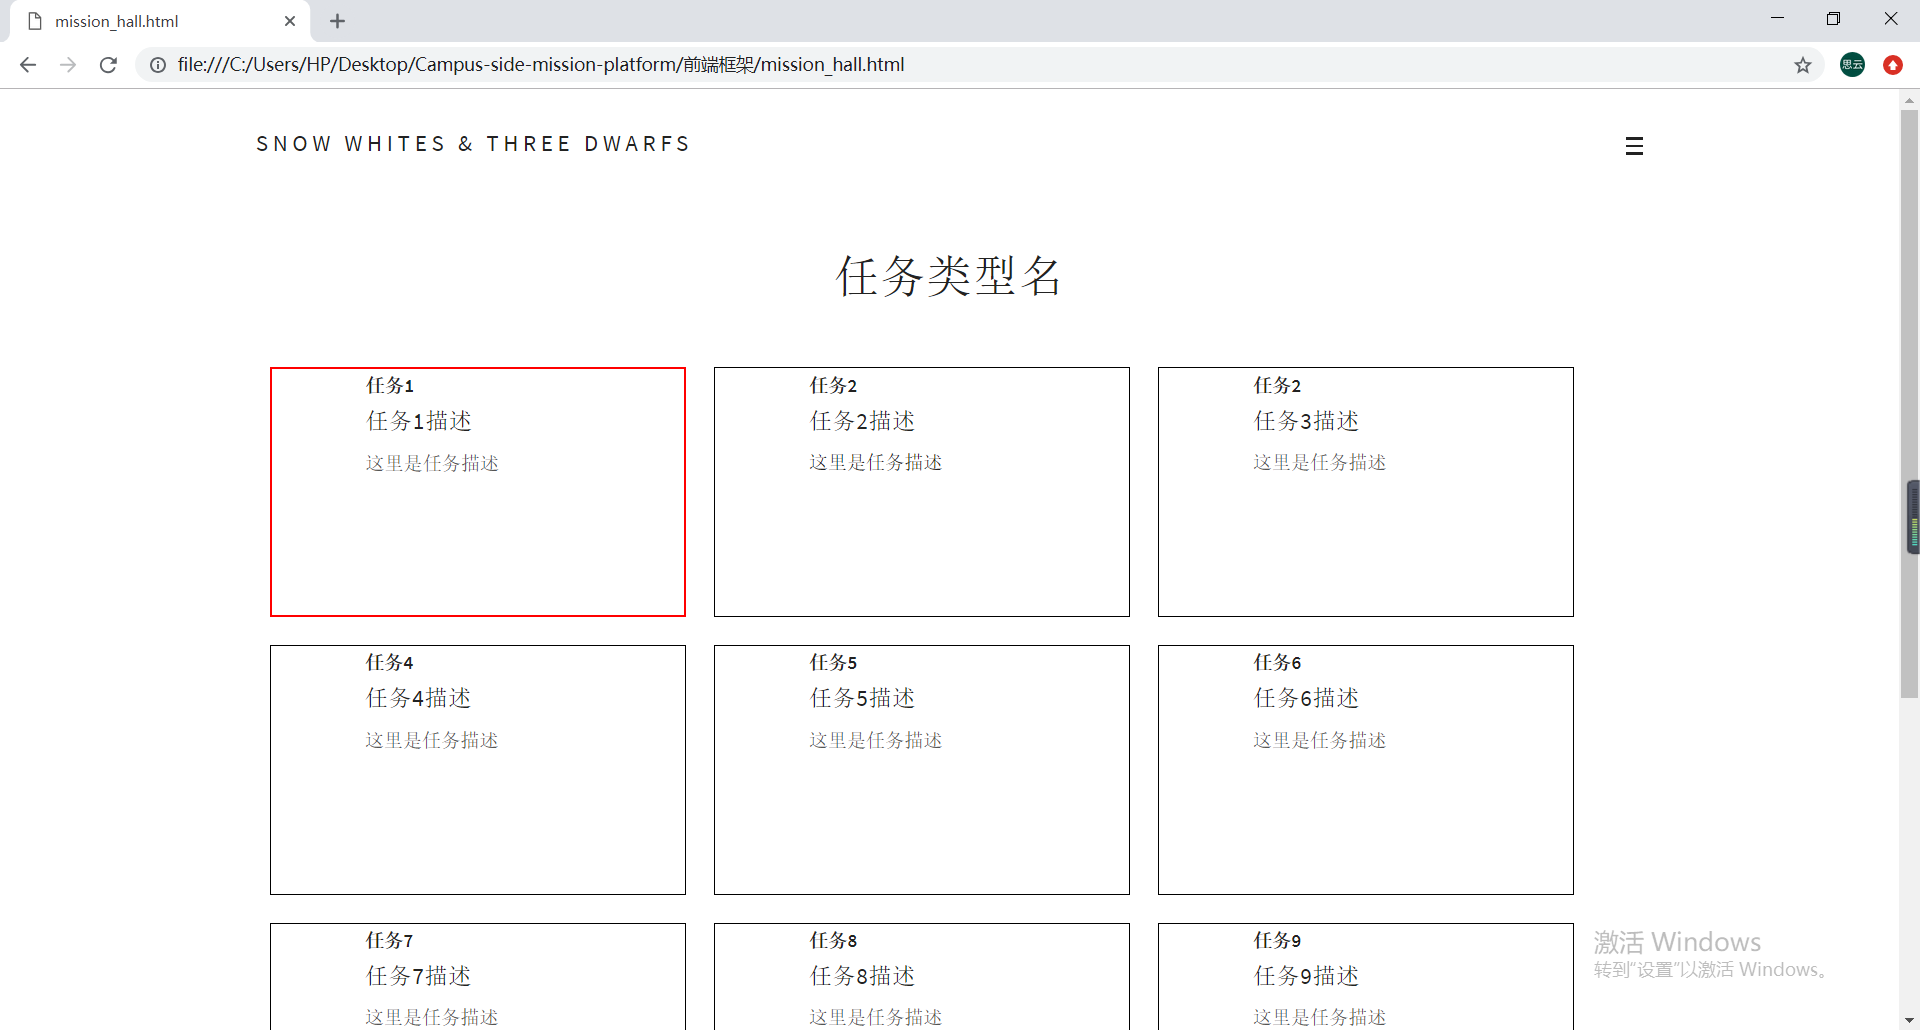 mission_hall.html
file:///C:/Users/HP/Desktop/Campus-side-mission-platform/前端框架/mission_hall.html
思云
SNOW WHITES & THREE DWARFS
任务类型名
任务1
任务1描述
这里是任务描述
任务2
任务2描述
这里是任务描述
任务2
任务3描述
这里是任务描述
任务4
任务4描述
这里是任务描述
任务5
任务5描述
这里是任务描述
任务6
任务6描述
这里是任务描述
任务7
任务7描述
这里是任务描述
任务8
任务8描述
这里是任务描述
任务9
任务9描述
这里是任务描述
激活 Windows
转到“设置”以激活 Windows。